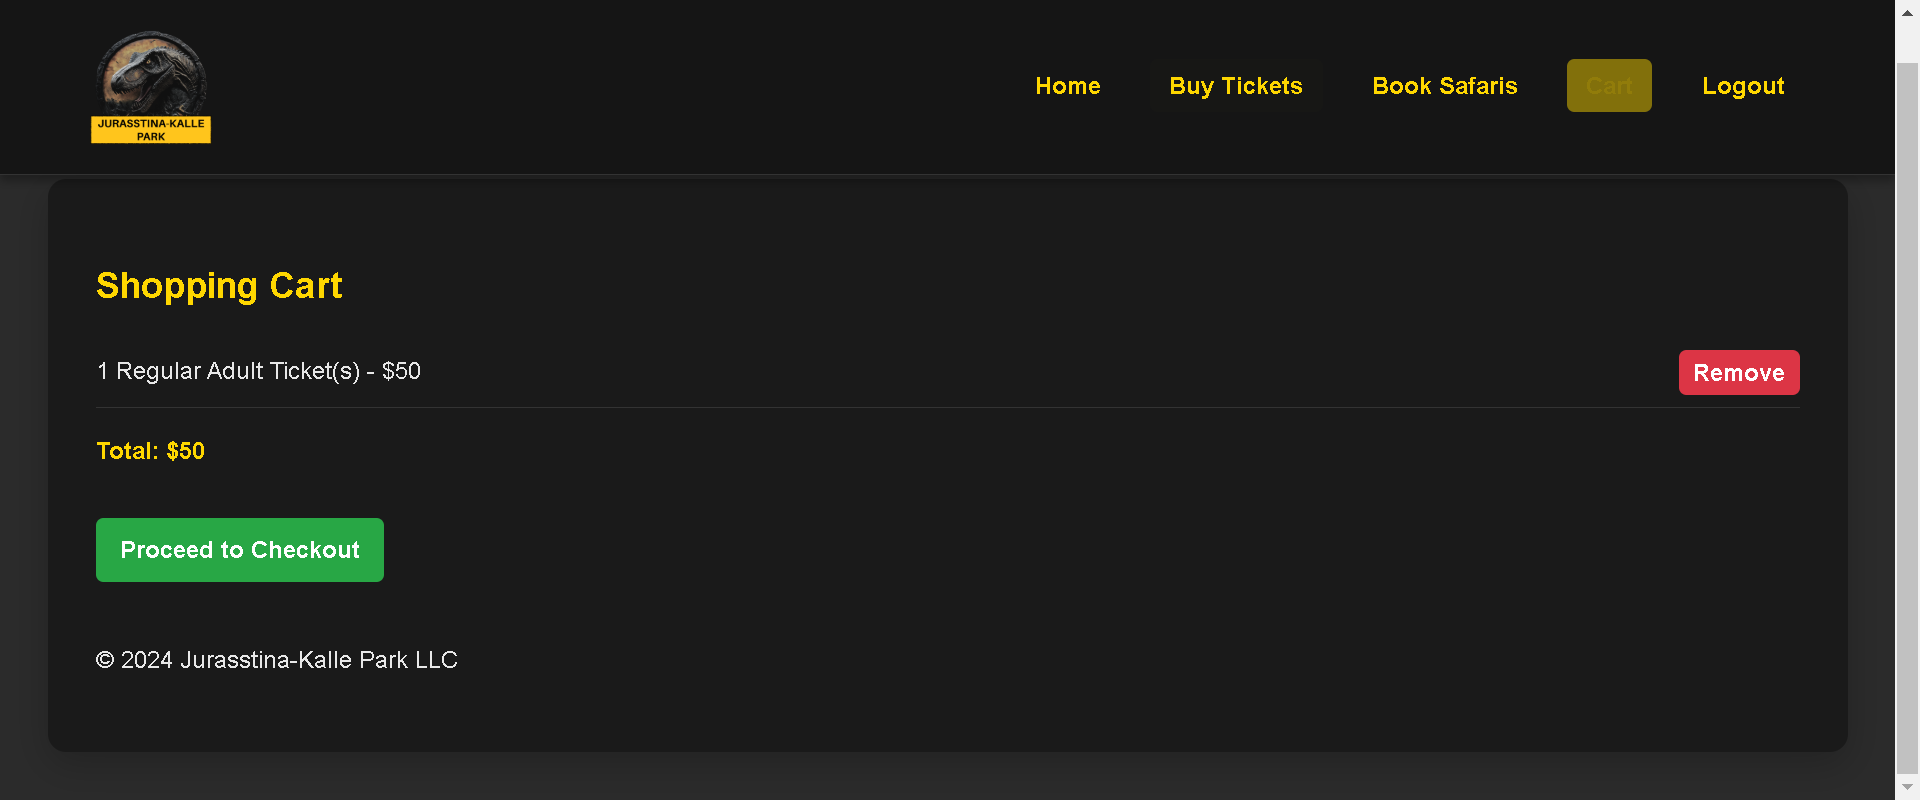 JURASSTINA-KALLE
PARK
Home
Buy Tickets
Book Safaris
Cart
Logout
Shopping Cart
1 Regular Adult Ticket(s) - $50
Remove
Total: $50
Proceed to Checkout
© 2024 Jurasstina-Kalle Park LLC